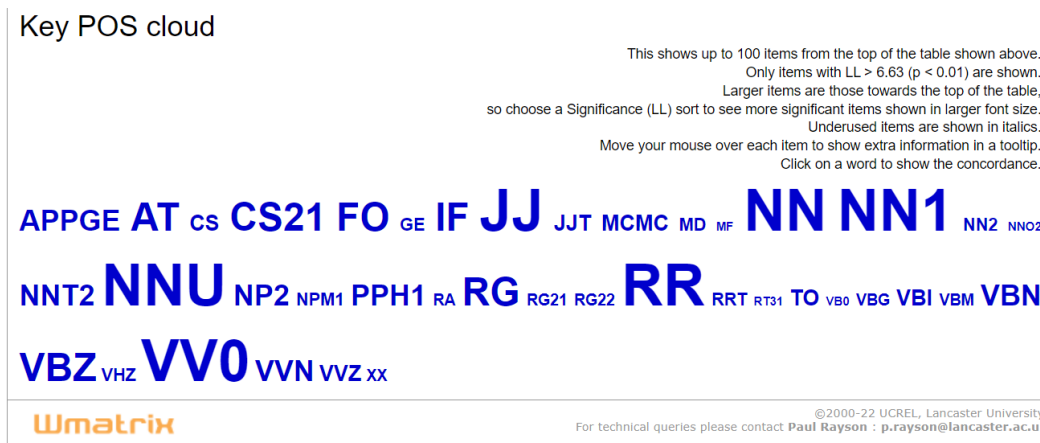 Key POS cloud
This shows up to 100 items from the top of the table shown above.
Only items with LL > 6.63 (p < 0.01) are shown.
Larger items are those towards the top of the table,
so choose a Significance (LL) sort to see more significant items shown in larger font size.
Underused items are shown in italics.
Move your mouse over each item to show extra information in a tooltip.
Click on a word to show the concordance.
APPGE AT CS CS21 FO GE IF JJ JJT MCMC MD MF NN NN1 NN2 NNO2
NNT2 NNU NP2 NPM1 PPH1 RA RG RG21 RG22 RR RRT RT31 TO VB0 VBG VBI VBM VBN
VBZ VHZ VV0 VVN VVZ XX
Wmatrix
©2000-22 UCREL, Lancaster University
For technical queries please contact Paul Rayson : p.rayson@lancaster.ac.u